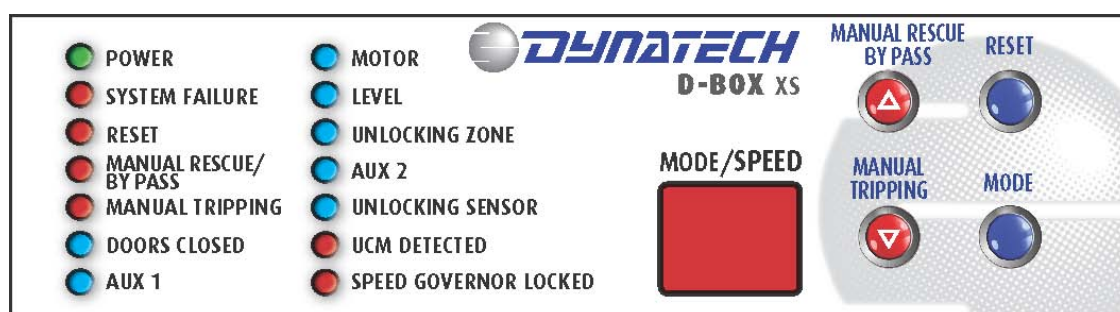 POWER
SYSTEM FAILURE
RESET
MANUAL RESCUE/
BY PASS
MANUAL TRIPPING
DOORS CLOSED
AUX 1
MOTOR
LEVEL
UNLOCKING ZONE
AUX 2
UNLOCKING SENSOR
UCM DETECTED
SPEED GOVERNOR LOCKED
DYNATECH
D-BOX XS
MODE/SPEED
MANUAL RESCUE
BY PASS
RESET
MANUAL
TRIPPING
MODE